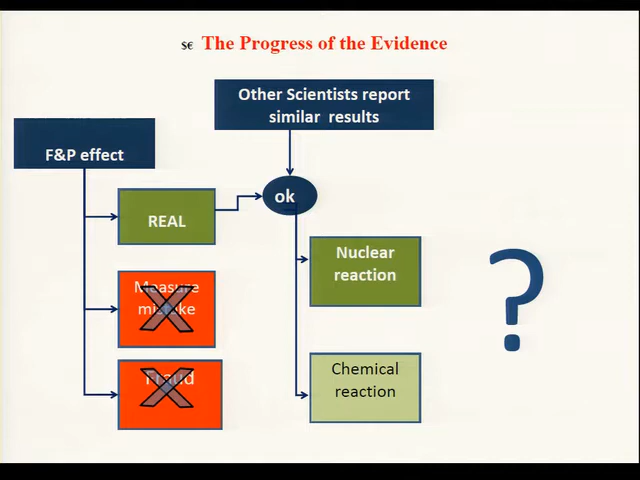 s€ The Progress of the Evidence
Other Scientists report
similar results
F&P effect
ok
REAL
Nuclear
reaction
Measure
mistake
?
Chemical
reaction
Fraud